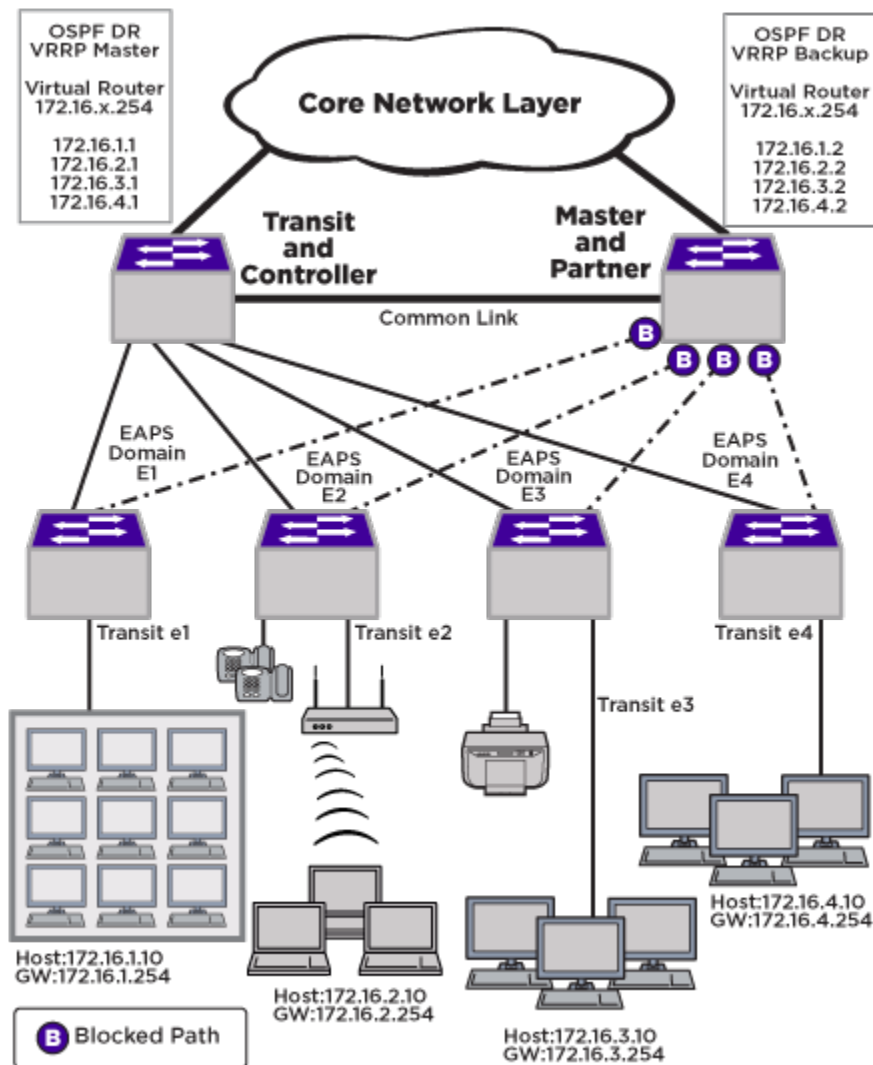 OSPF DR
VRRP Master
Virtual Router
172.16.x.254
172.16.1.1
172.16.2.1
172.16.3.1
172.16.4.1
Core Network Layer
OSPF DR
VRRP Backup
Virtual Router
172.16.x.254
172.16.1.2
172.16.2.2
172.16.3.2
172.16.4.2
Transit
and
Controller
Master
and
Partner
Common Link
B
B
B
B
EAPS
Domain
E1
EAPS
Domain
E2
EAPS
Domain
E3
EAPS
Domain
E4
Transit e1
Transit e2
Transit e3
Transit e4
Host:172.16.1.10
GW:172.16.1.254
Host:172.16.2.10
GW:172.16.2.254
Host:172.16.3.10
GW:172.16.3.254
Host:172.16.4.10
GW:172.16.4.254
B Blocked Path